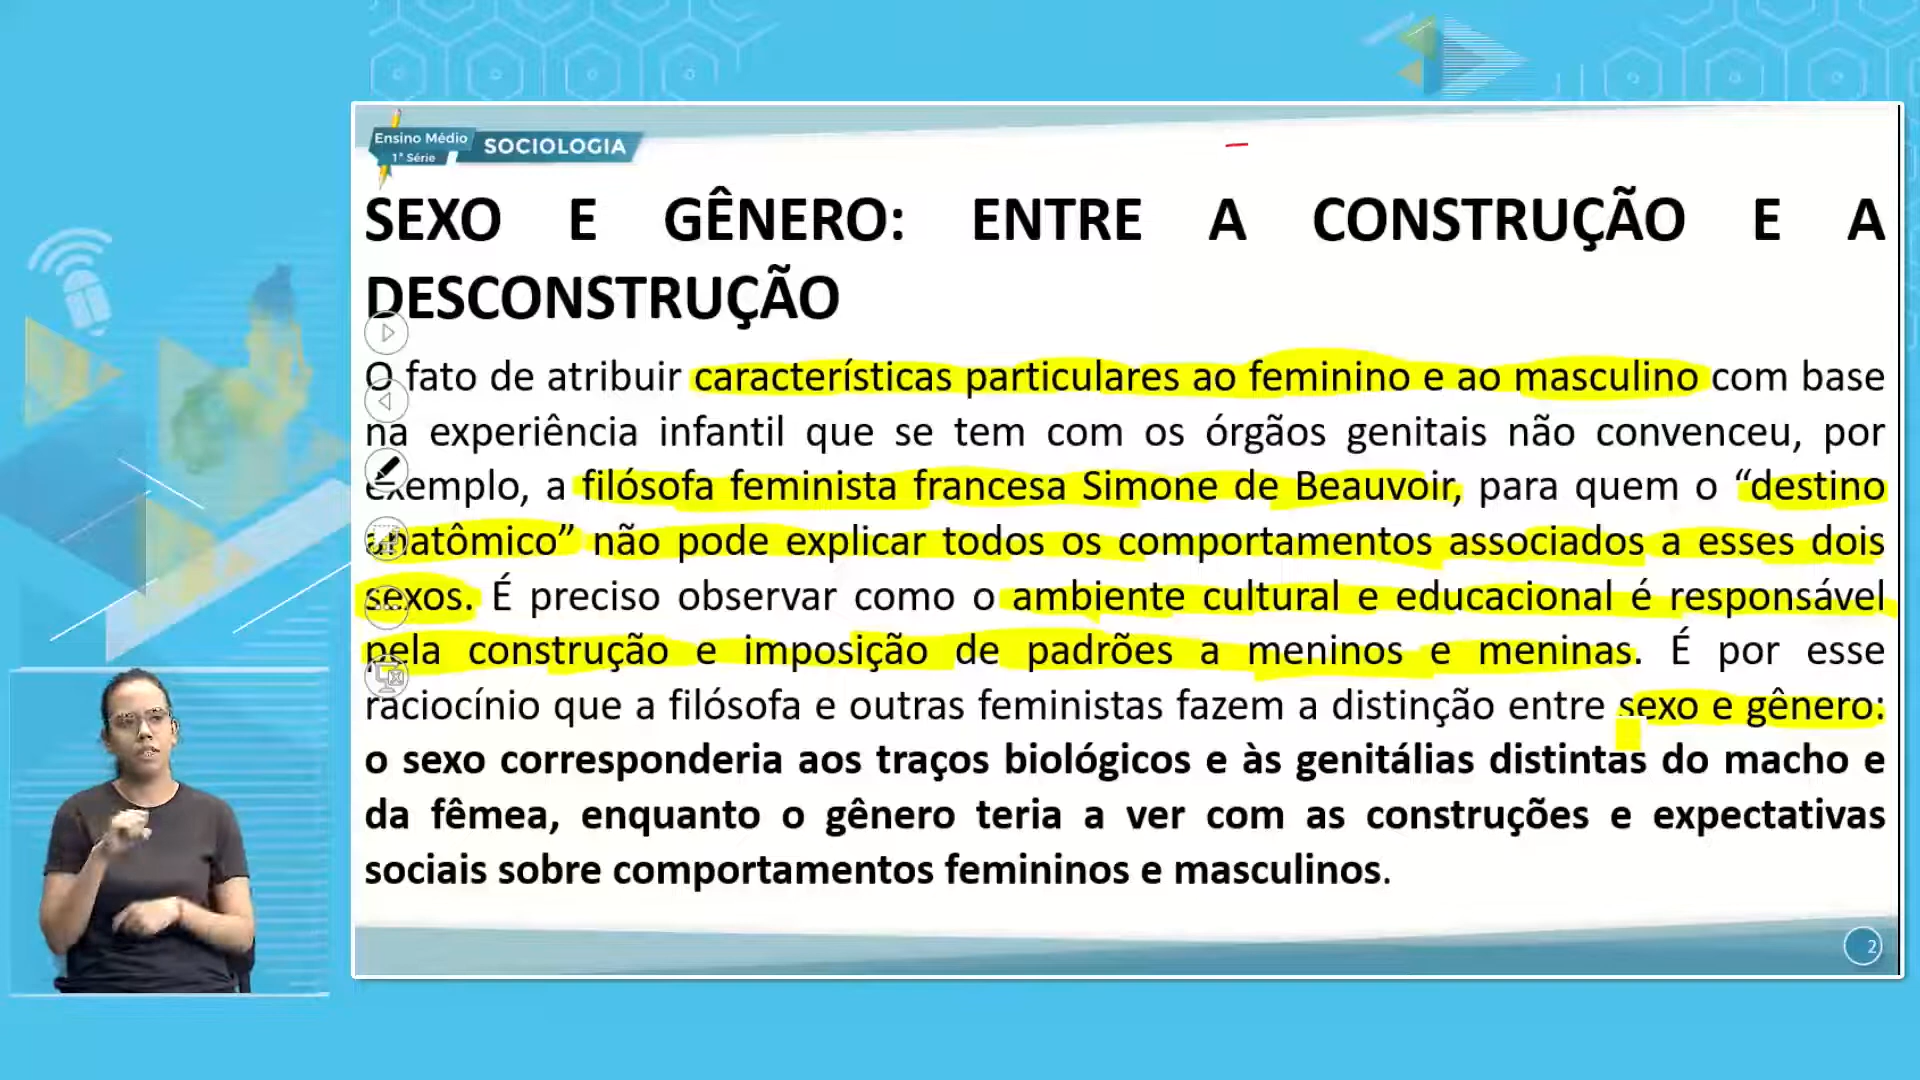 Ensino Médio
1ª Série
SOCIOLOGIA
SEXO E GÊNERO: ENTRE A CONSTRUÇÃO E A
DESCONSTRUÇÃO
O fato de atribuir características particulares ao feminino e ao masculino com base
na experiência infantil que se tem com os órgãos genitais não convenceu, por
exemplo, a filósofa feminista francesa Simone de Beauvoir, para quem o “destino
anatômico” não pode explicar todos os comportamentos associados a esses dois
sexos. É preciso observar como o ambiente cultural e educacional é responsável
pela construção e imposição de padrões a meninos e meninas. É por esse
raciocínio que a filósofa e outras feministas fazem a distinção entre sexo e gênero:
o sexo corresponderia aos traços biológicos e às genitálias distintas do macho e
da fêmea, enquanto o gênero teria a ver com as construções e expectativas
sociais sobre comportamentos femininos e masculinos.
2